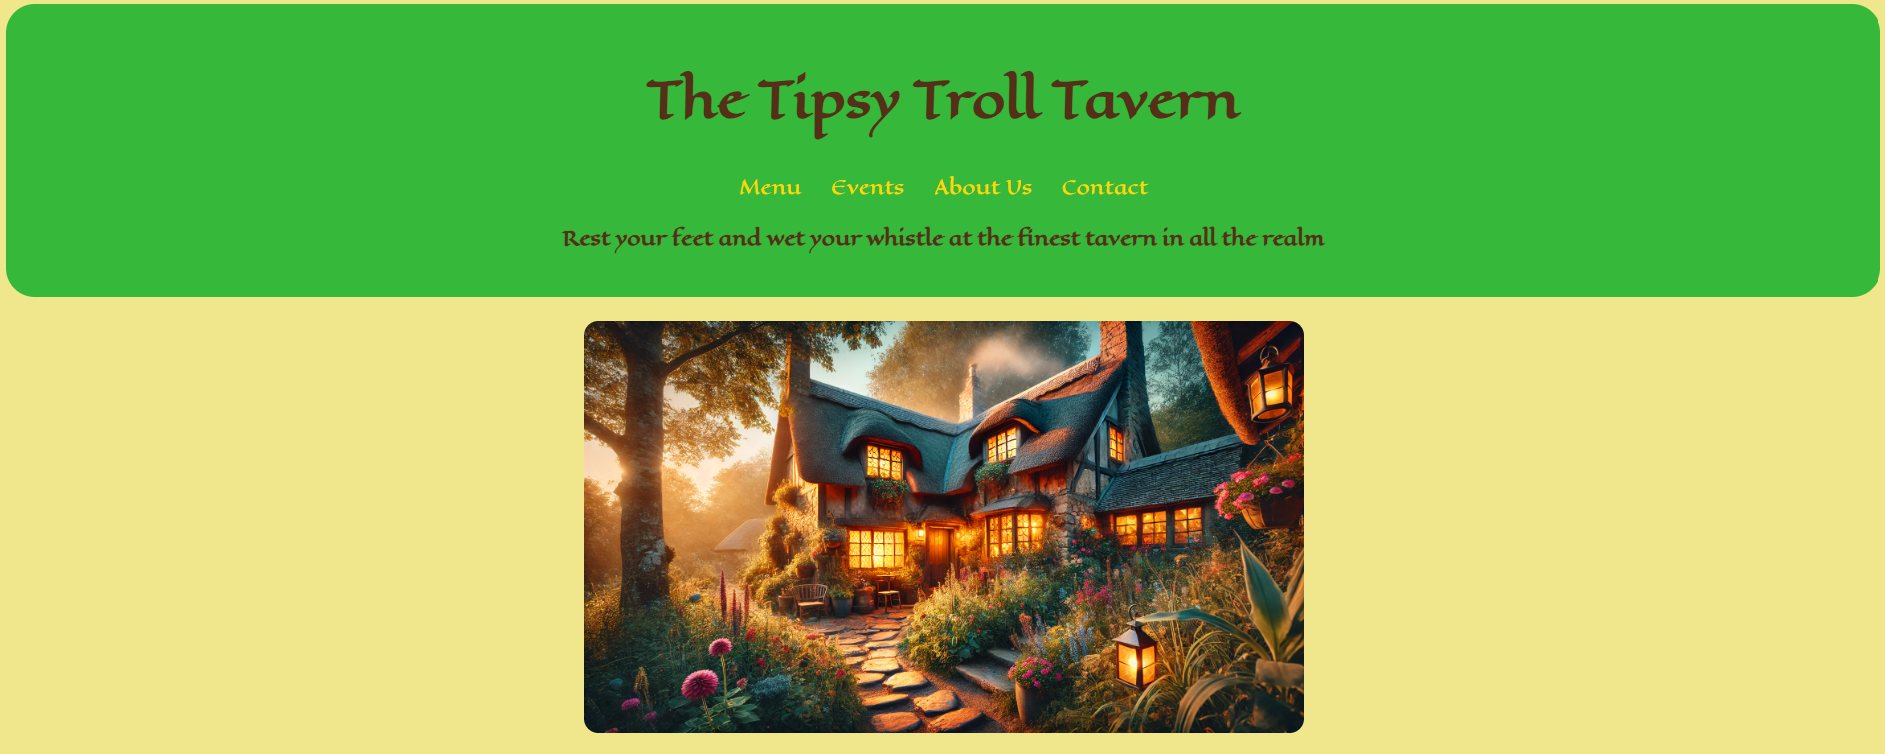 The Tipsy Troll Tavern
Menu Events About Us Contact
Rest your feet and wet your whistle at the finest tavern in all the realm